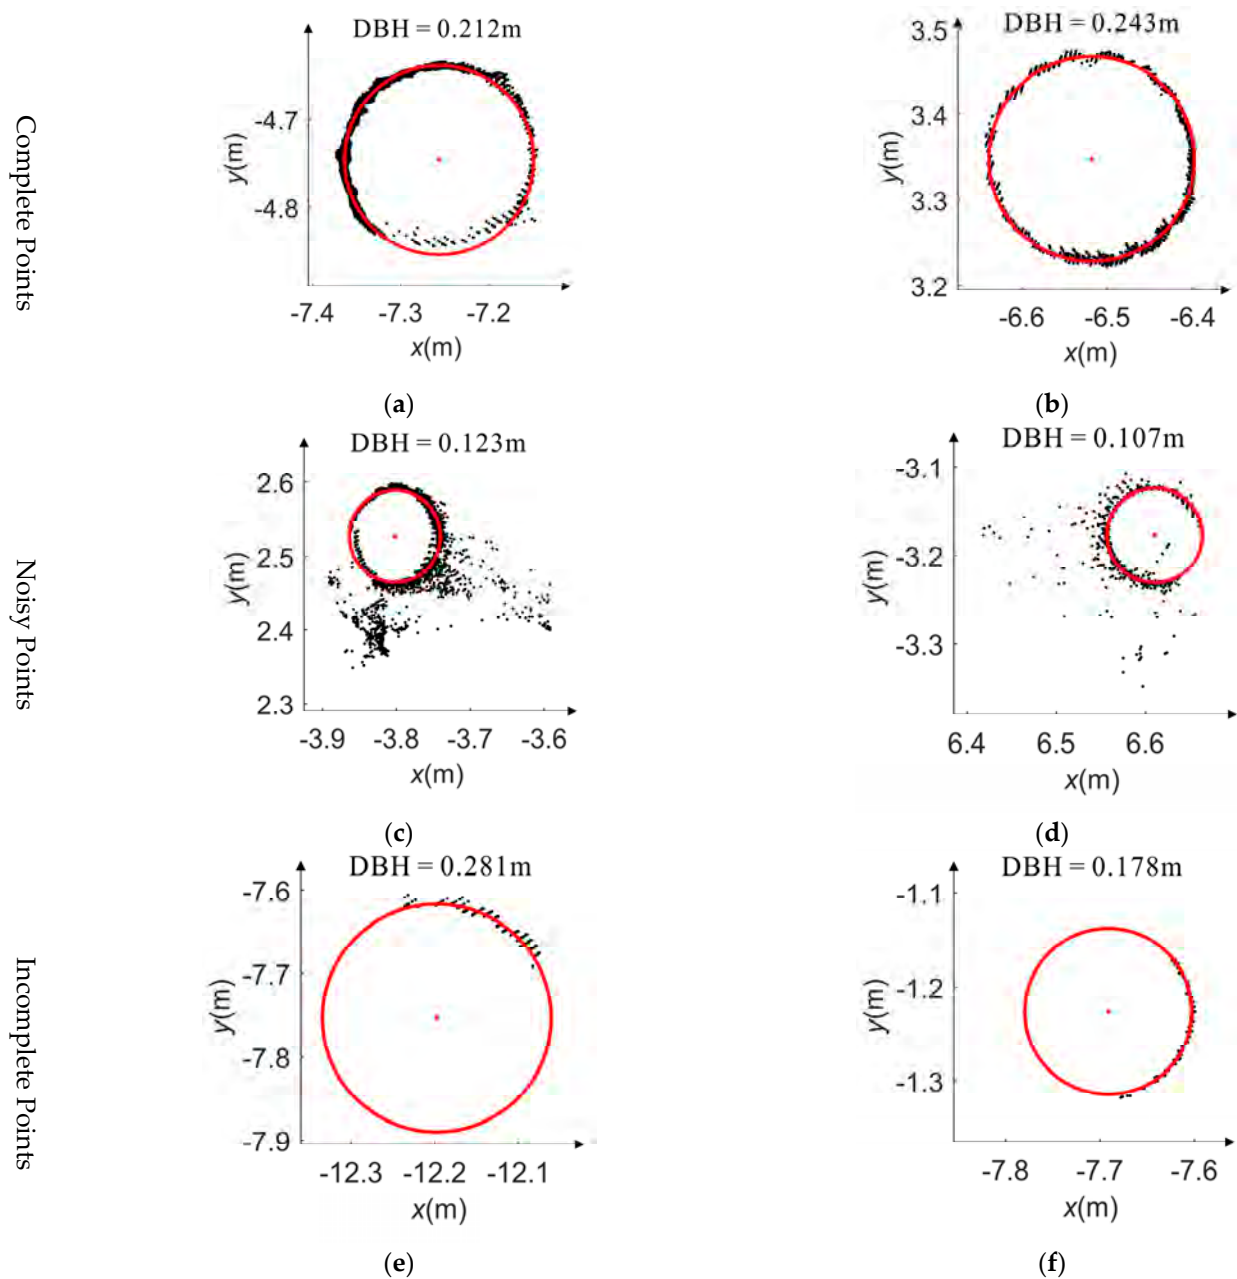 Complete Points
DBH = 0.212m
y(m)
-4.7
-4.8
-7.4 -7.3 -7.2
x(m)
(a)
DBH = 0.243m
y(m)
3.5
3.4
3.3
3.2
-6.6 -6.5 -6.4
x(m)
(b)
Noisy Points
DBH = 0.123m
y(m)
2.6
2.5
2.4
2.3
-3.9 -3.8 -3.7 -3.6
x(m)
(c)
DBH = 0.107m
y(m)
-3.1
-3.2
-3.3
6.4 6.5 6.6
x(m)
(d)
Incomplete Points
DBH = 0.281m
y(m)
-7.6
-7.7
-7.8
-7.9
-12.3 -12.2 -12.1
x(m)
(e)
DBH = 0.178m
y(m)
-1.1
-1.2
-1.3
-7.8 -7.7 -7.6
x(m)
(f)